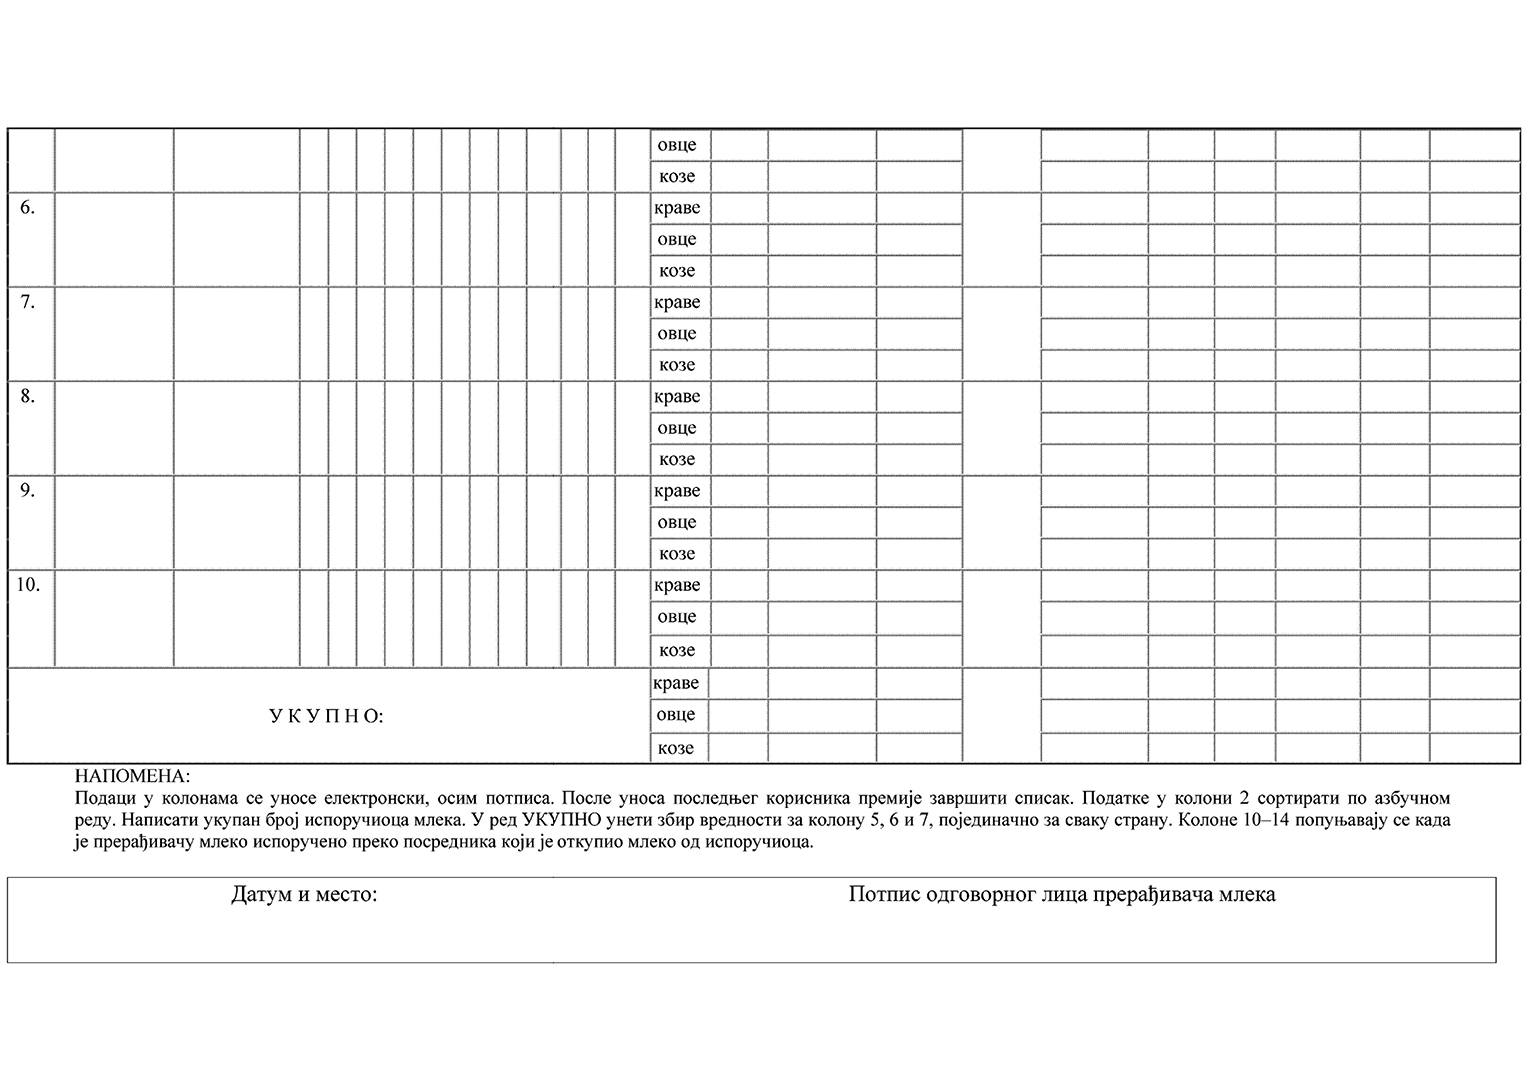 овце
козе
6. краве
овце
козе
7. краве
овце
козе
8. краве
овце
козе
9. краве
овце
козе
10. краве
овце
козе
краве
У К У П Н О: овце
козе
НАПОМЕНА:
Подаци у колонама се уносе електронски, осим потписа. После уноса последњег корисника премије завршити списак. Податке у колони 2 сортирати по азбучном
реду. Написати укупан број испоручиоца млека. У ред УКУПНО унети збир вредности за колону 5, 6 и 7, појединачно за сваку страну. Колоне 10–14 попуњавају се када
је прерађивачу млеко испоручено преко посредника који је откупио млеко од испоручиоца.
Датум и место: Потпис одговорног лица прерађивача млека